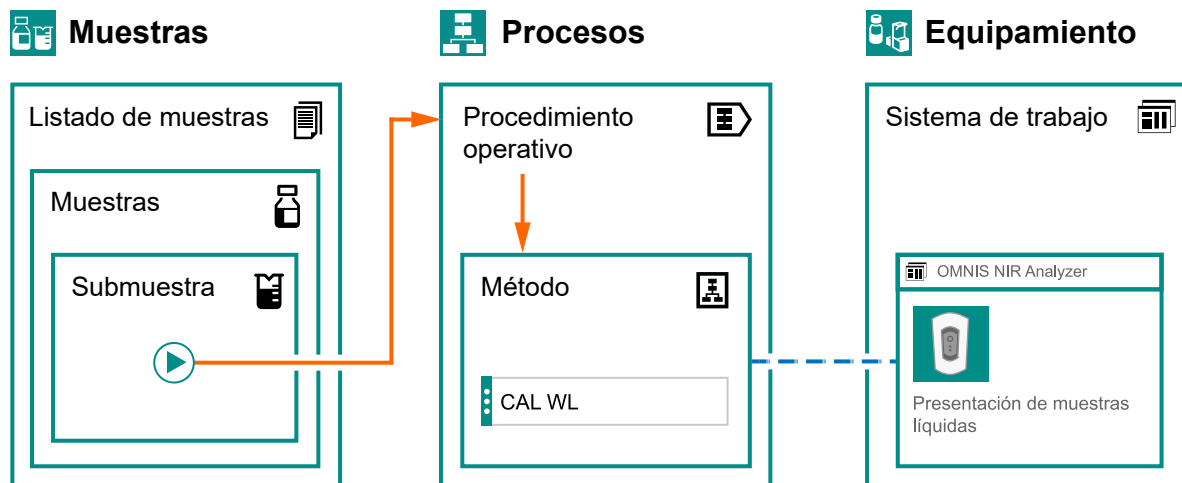 Muestras
Procesos
Equipamiento
Listado de muestras
Muestras
Submuestra
Procedimiento
operativo
Método
CAL WL
Sistema de trabajo
OMNIS NIR Analyzer
Presentación de muestras
líquidas